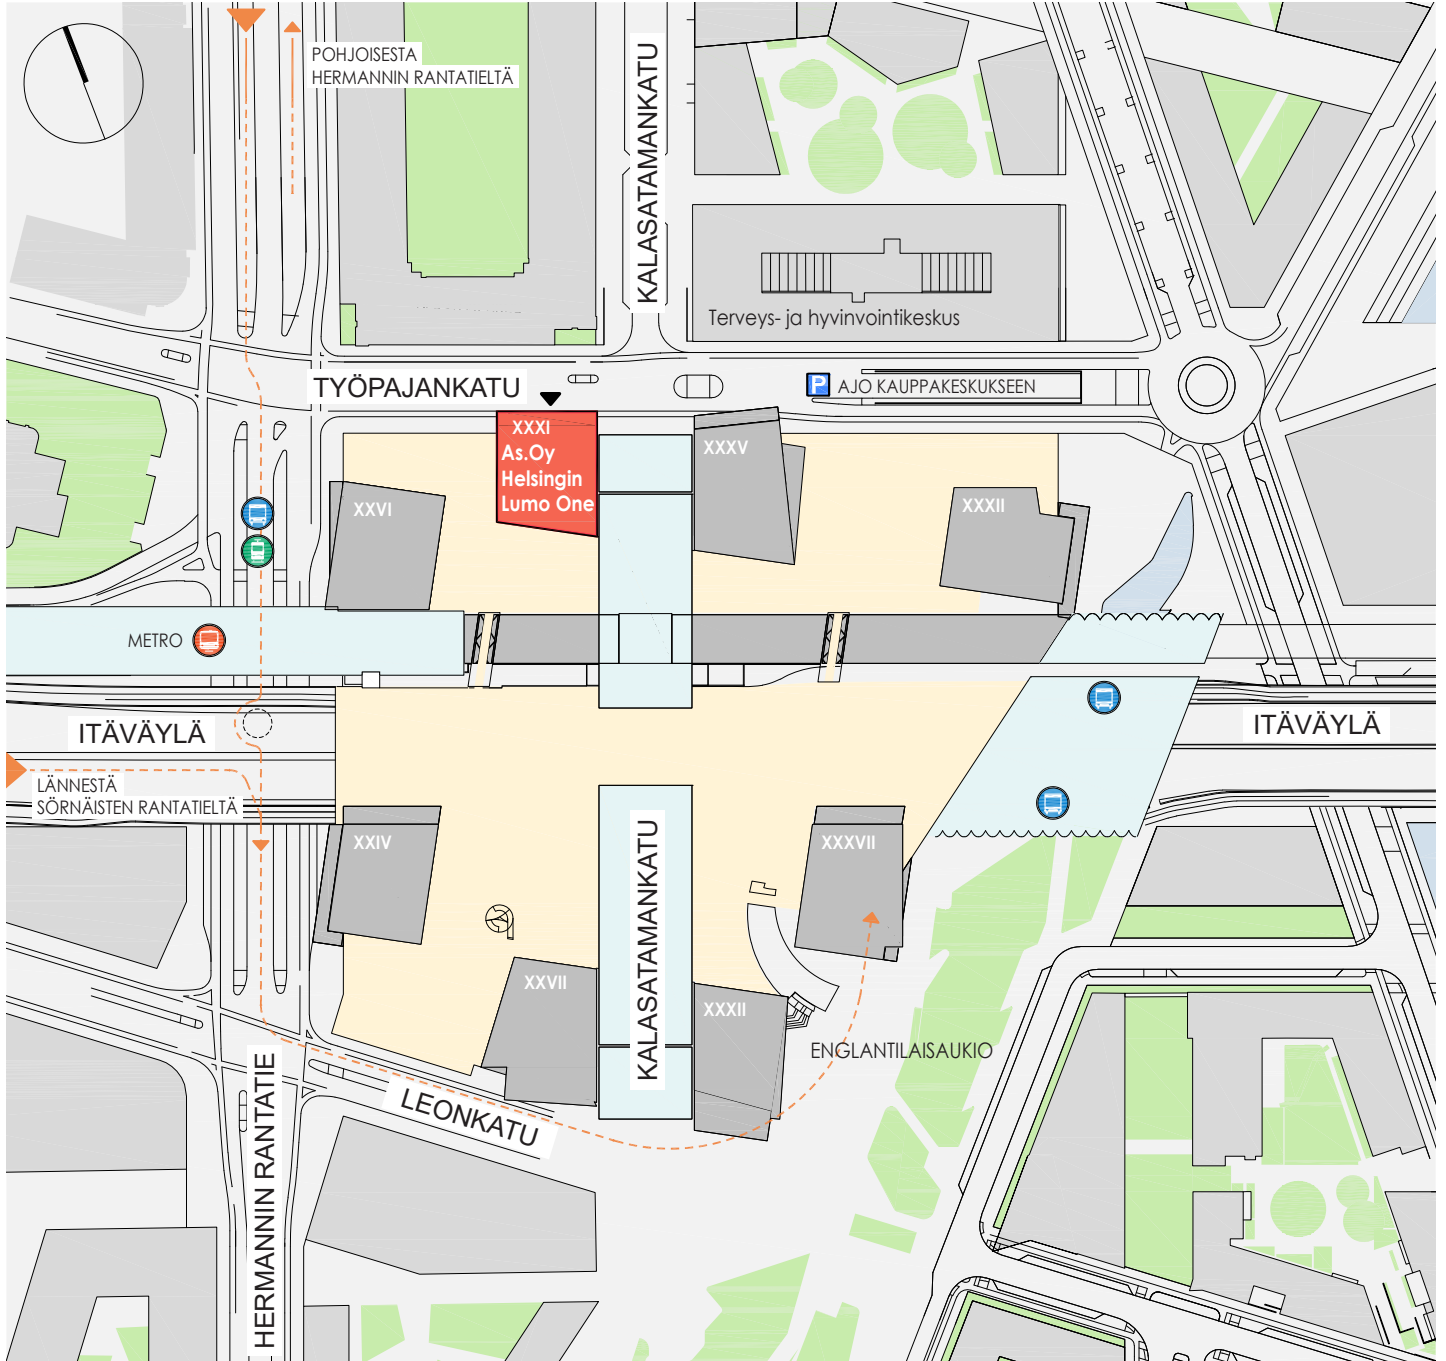 POHJOISESTA
HERMANNIN RANTATIELTÄ
KALASATAMANKATU
Terveys- ja hyvinvointikeskus
TYÖPAJANKATU
P
AJO KAUPPAKESKUKSEEN
XXXI
As.Oy
Helsingin
Lumo One
XXXV
XXVI
XXXII
METRO
ITÄVÄYLÄ
ITÄVÄYLÄ
LÄNNESTÄ
SÖRNÄISTEN RANTATIELTÄ
XXIV
KALASATAMANKATU
XXXVII
XXVII
XXXII
ENGLANTILAISAUKIO
LEONKATU
HERMANNIN RANTATIE